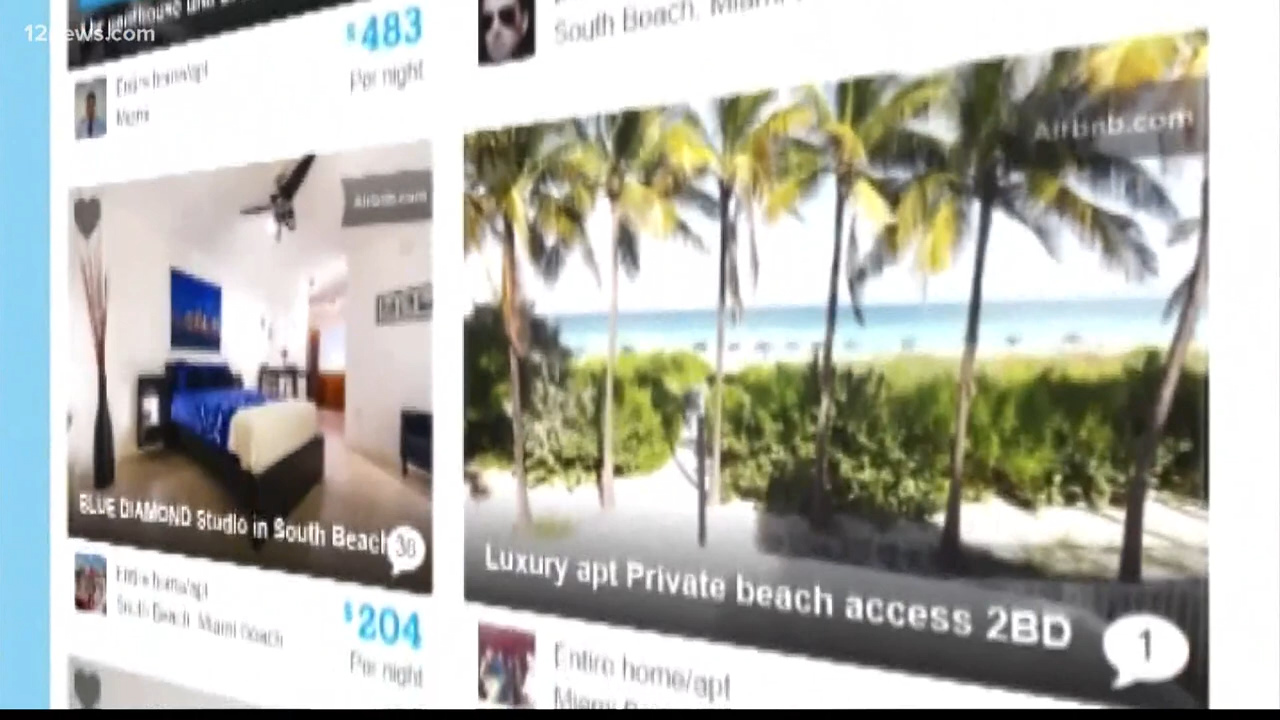 12news.com
$483
Per night
Entire home/apt
Miami
South Beach, Miami
Airbnb.com
Airbnb.com
BLUE DIAMOND Studio in South Beach
30
Entire home/apt
South Beach, Miami Beach
$204
Per night
Luxury apt Private beach access 2BD
1
Entire home/apt